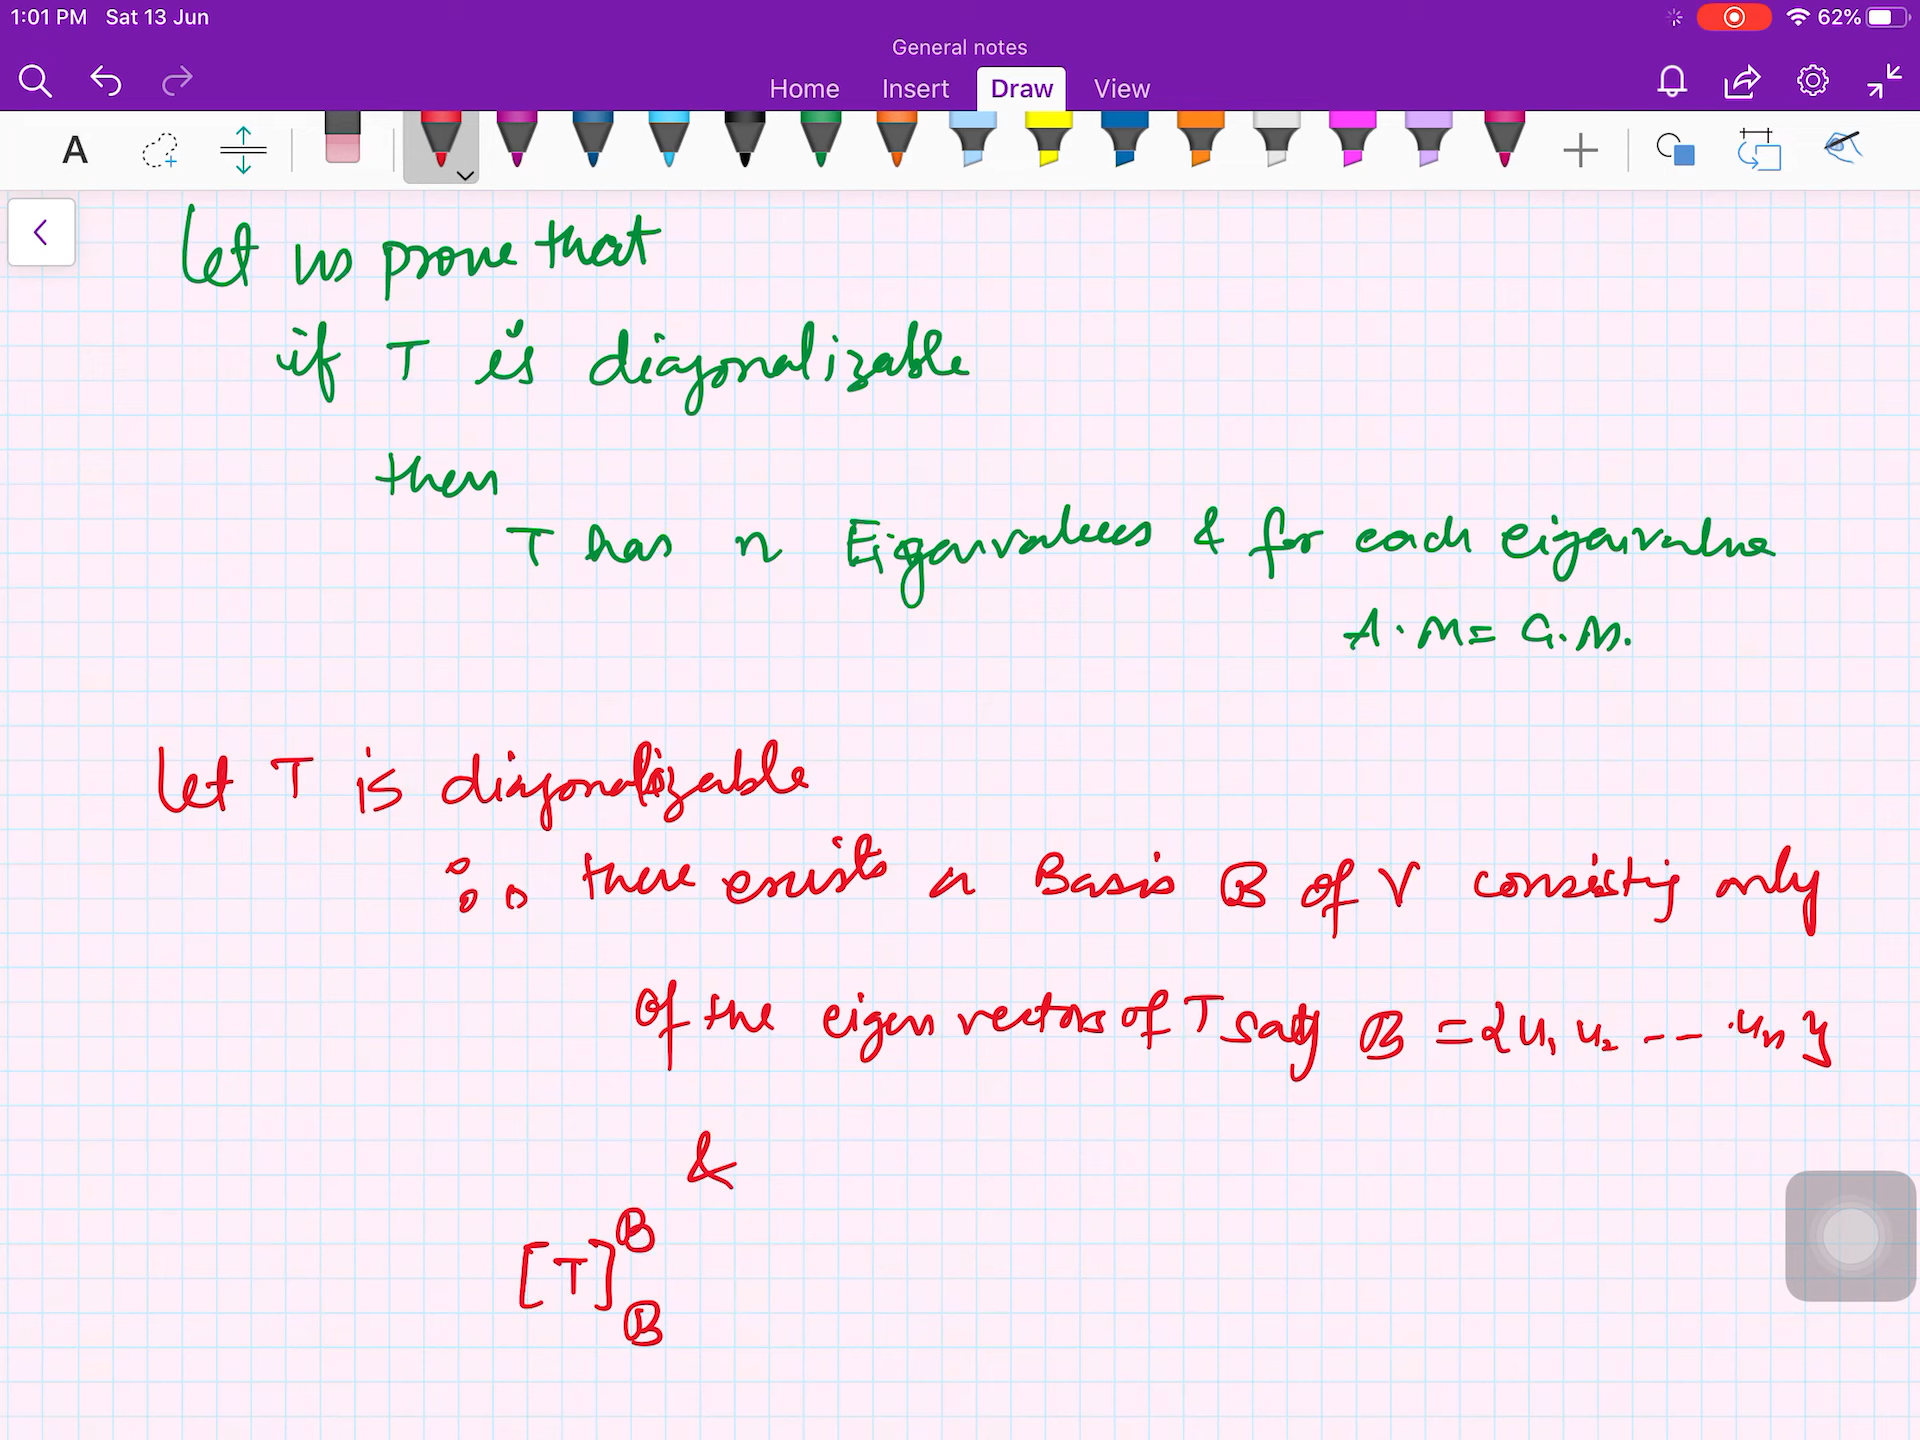 1:01 PM Sat 13 Jun
62%
General notes
Home Insert Draw View
A
Let us prove that
if T is diagonalizable
then
T has n Eigenvalues & for each eigenvalue
A.M = G.M.
Let T is diagonalizable
∴ there exists a Basis B of V consisting only
of the eigen vectors of T say B = {u₁ u₂ -- .uₙ}
&
[T]^B_B